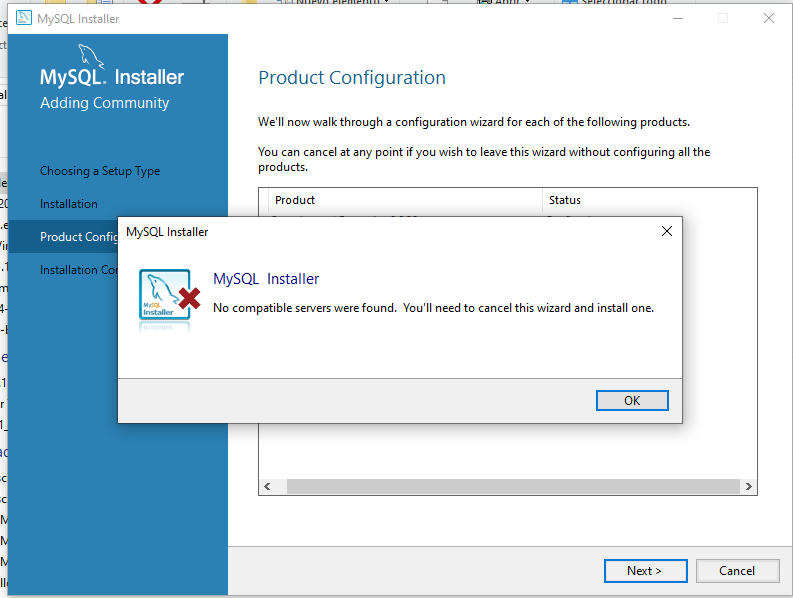 MySQL Installer
MySQL. Installer
Adding Community
Choosing a Setup Type
Installation
Product Config
Installation Co
Product Configuration
We'll now walk through a configuration wizard for each of the following products.
You can cancel at any point if you wish to leave this wizard without configuring all the
products.
Product Status
MySQL Installer
MySQL Installer
MySQL
Installer
No compatible servers were found. You'll need to cancel this wizard and install one.
OK
Next >
Cancel